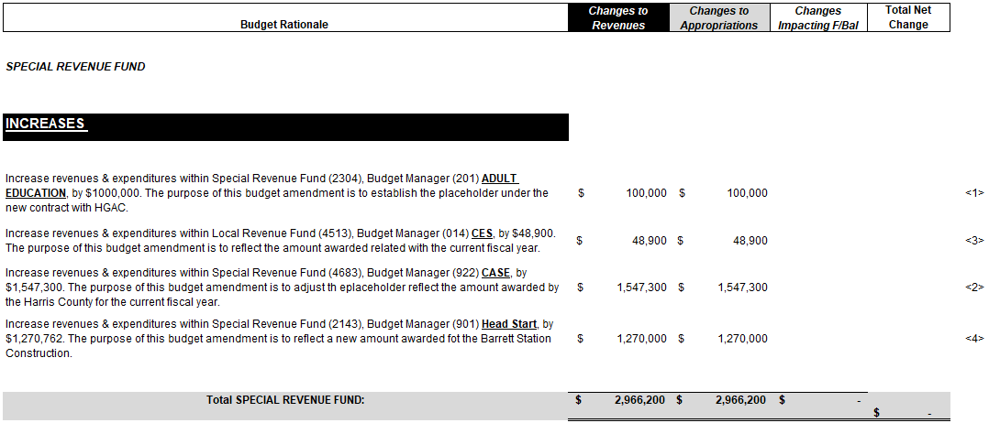 Budget Rationale Changes to Revenues Changes to Appropriations Changes Impacting F/Bal Total Net Change
SPECIAL REVENUE FUND
INCREASES
Increase revenues & expenditures within Special Revenue Fund (2304), Budget Manager (201) ADULT
EDUCATION, by $1000,000. The purpose of this budget amendment is to establish the placeholder under the $ 100,000 $ 100,000 <1>
new contract with HGAC.
Increase revenues & expenditures within Local Revenue Fund (4513), Budget Manager (014) CES, by $48,900.
The purpose of this budget amendment is to reflect the amount awarded related with the current fiscal year. $ 48,900 $ 48,900 <3>
Increase revenues & expenditures within Special Revenue Fund (4683), Budget Manager (922) CASE, by
$1,547,300. The purpose of this budget amendment is to adjust th eplaceholder reflect the amount awarded by $ 1,547,300 $ 1,547,300 <2>
the Harris County for the current fiscal year.
Increase revenues & expenditures within Special Revenue Fund (2143), Budget Manager (901) Head Start, by
$1,270,762. The purpose of this budget amendment is to reflect a new amount awarded fot the Barrett Station $ 1,270,000 $ 1,270,000 <4>
Construction.
Total SPECIAL REVENUE FUND: $ 2,966,200 $ 2,966,200 $ -
$ -